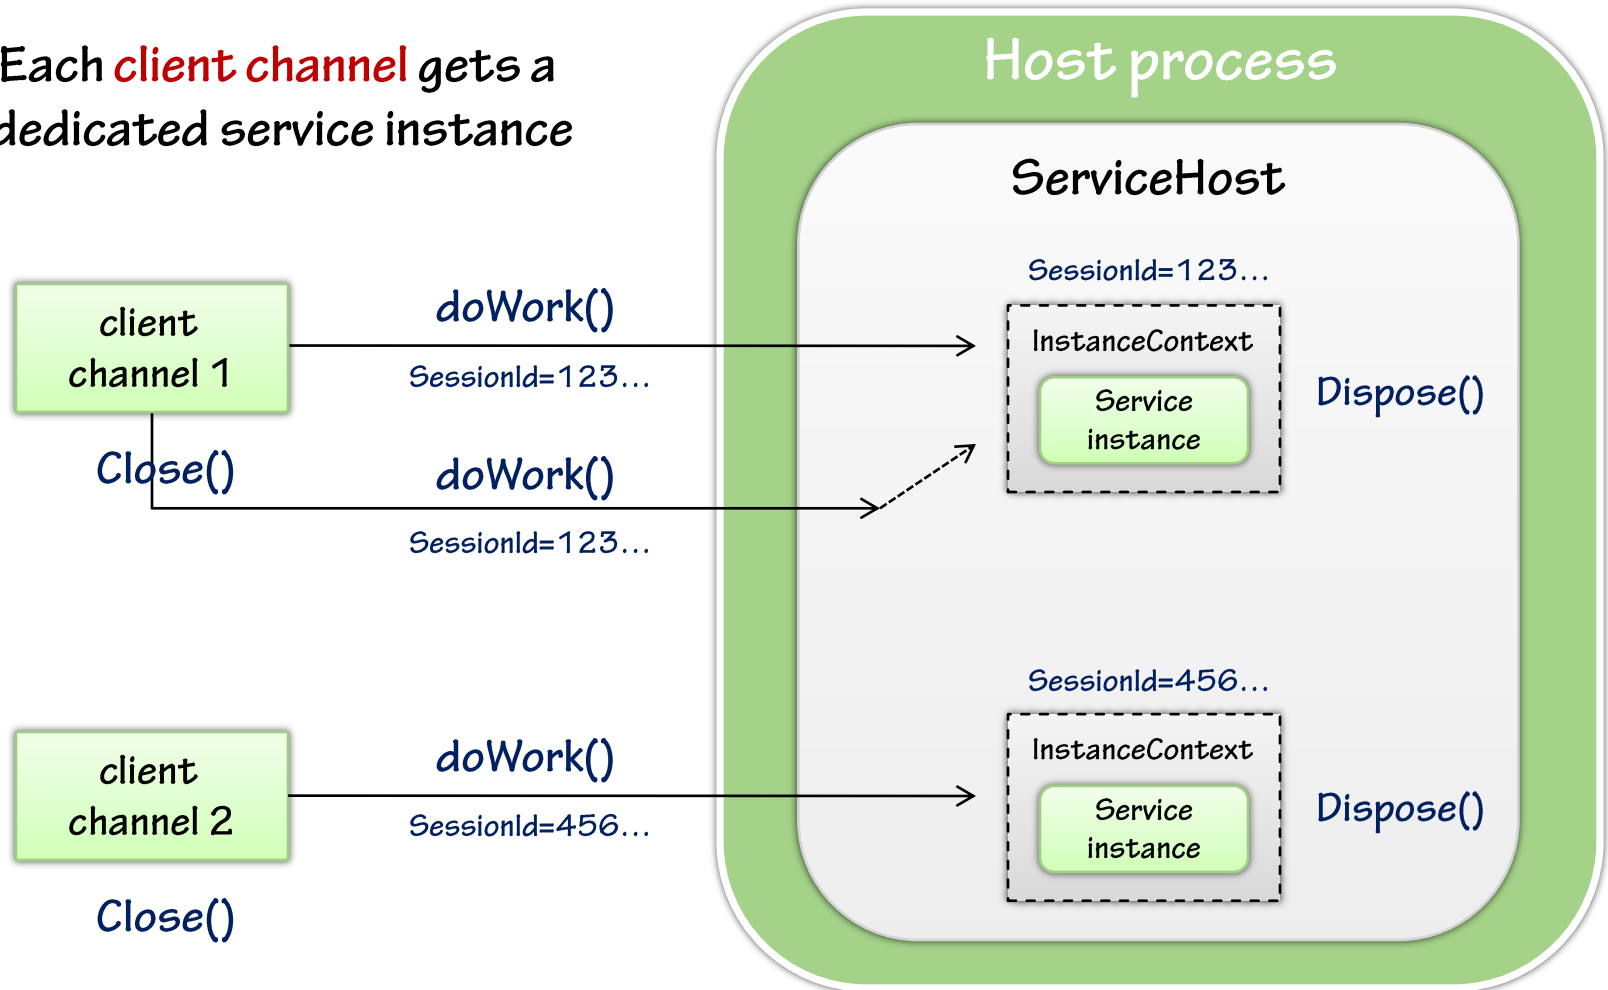 Each client channel gets a
dedicated service instance
Host process
ServiceHost
SessionId=123...
client
channel 1
doWork()
SessionId=123...
InstanceContext
Service
instance
Dispose()
Close()
doWork()
SessionId=123...
SessionId=456...
client
channel 2
doWork()
SessionId=456...
InstanceContext
Service
instance
Dispose()
Close()